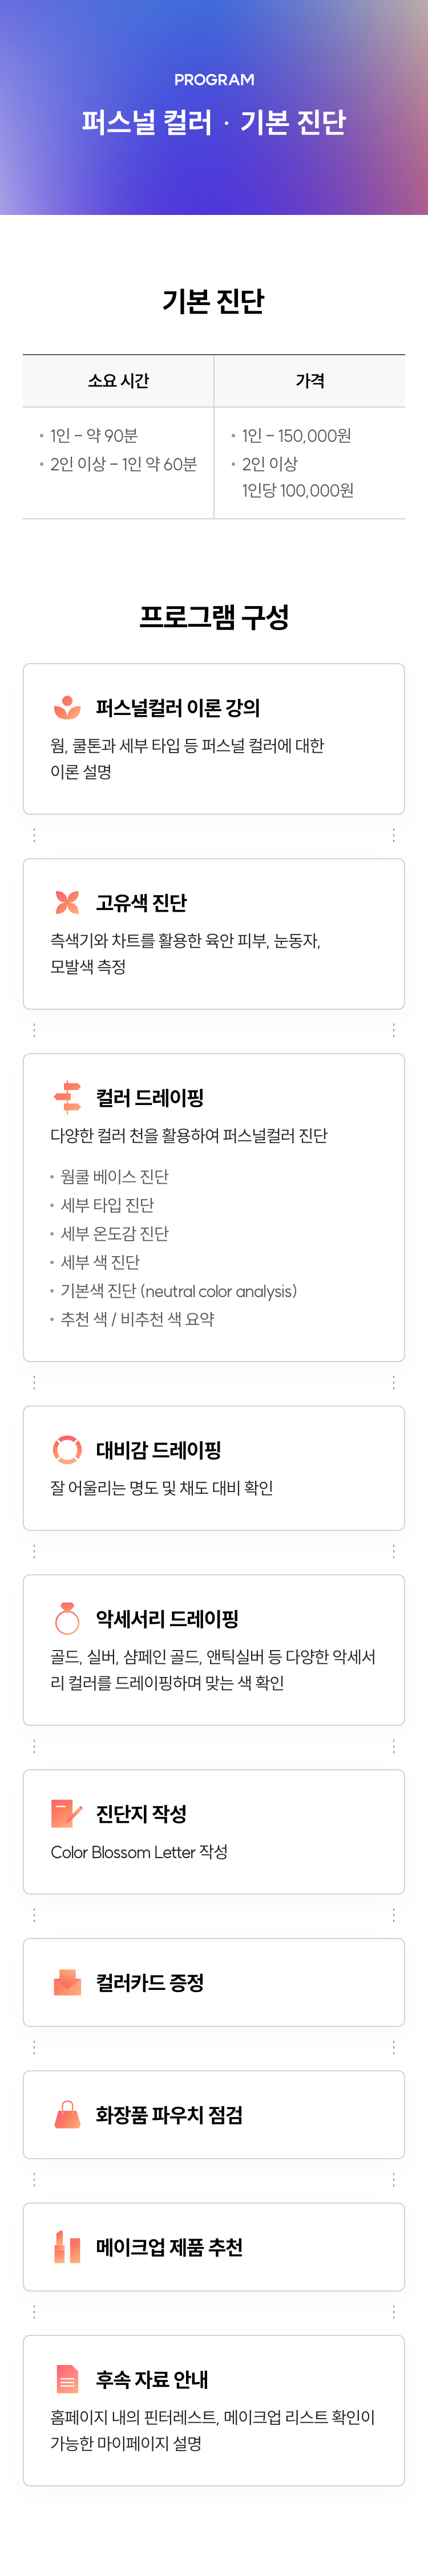 PROGRAM
퍼스널 컬러 · 기본 진단
기본 진단
소요 시간
가격
• 1인 – 약 90분
• 2인 이상 – 1인 약 60분
• 1인 – 150,000원
• 2인 이상
1인당 100,000원
프로그램 구성
퍼스널컬러 이론 강의
웜, 쿨톤과 세부 타입 등 퍼스널 컬러에 대한
이론 설명
고유색 진단
측색기와 차트를 활용한 육안 피부, 눈동자,
모발색 측정
컬러 드레이핑
다양한 컬러 천을 활용하여 퍼스널컬러 진단
• 웜쿨 베이스 진단
• 세부 타입 진단
• 세부 온도감 진단
• 세부 색 진단
• 기본색 진단 (neutral color analysis)
• 추천 색 / 비추천 색 요약
대비감 드레이핑
잘 어울리는 명도 및 채도 대비 확인
악세서리 드레이핑
골드, 실버, 샴페인 골드, 앤틱실버 등 다양한 악세서
리 컬러를 드레이핑하며 맞는 색 확인
진단지 작성
Color Blossom Letter 작성
컬러카드 증정
화장품 파우치 점검
메이크업 제품 추천
후속 자료 안내
홈페이지 내의 핀터레스트, 메이크업 리스트 확인이
가능한 마이페이지 설명